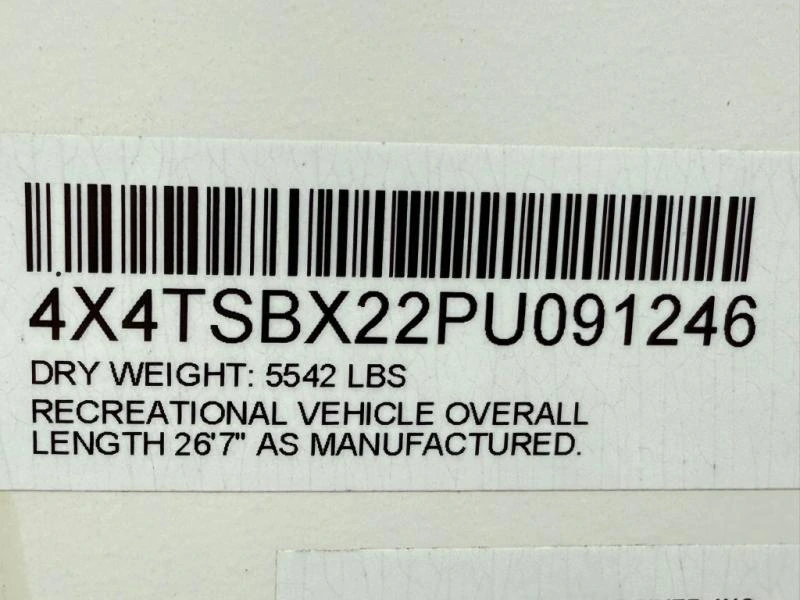 4X4TSBX22PU091246
DRY WEIGHT: 5542 LBS
RECREATIONAL VEHICLE OVERALL
LENGTH 26'7" AS MANUFACTURED.